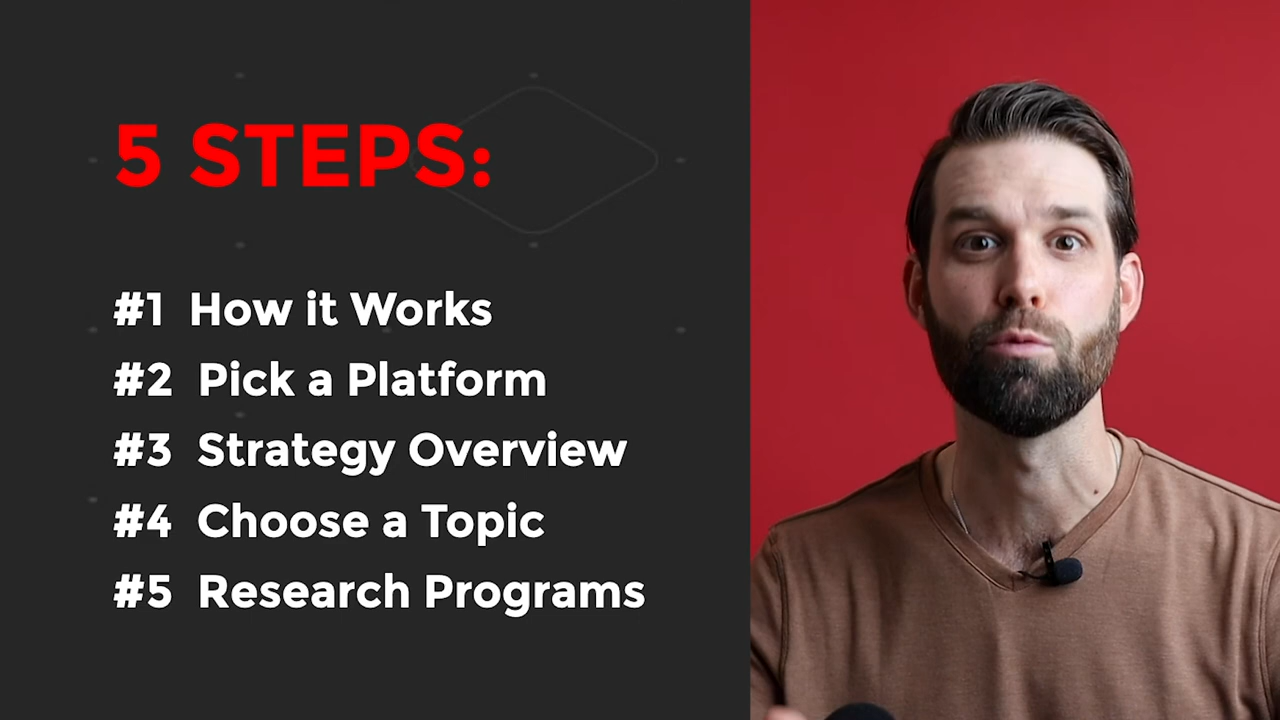 5 STEPS:
#1 How it Works
#2 Pick a Platform
#3 Strategy Overview
#4 Choose a Topic
#5 Research Programs